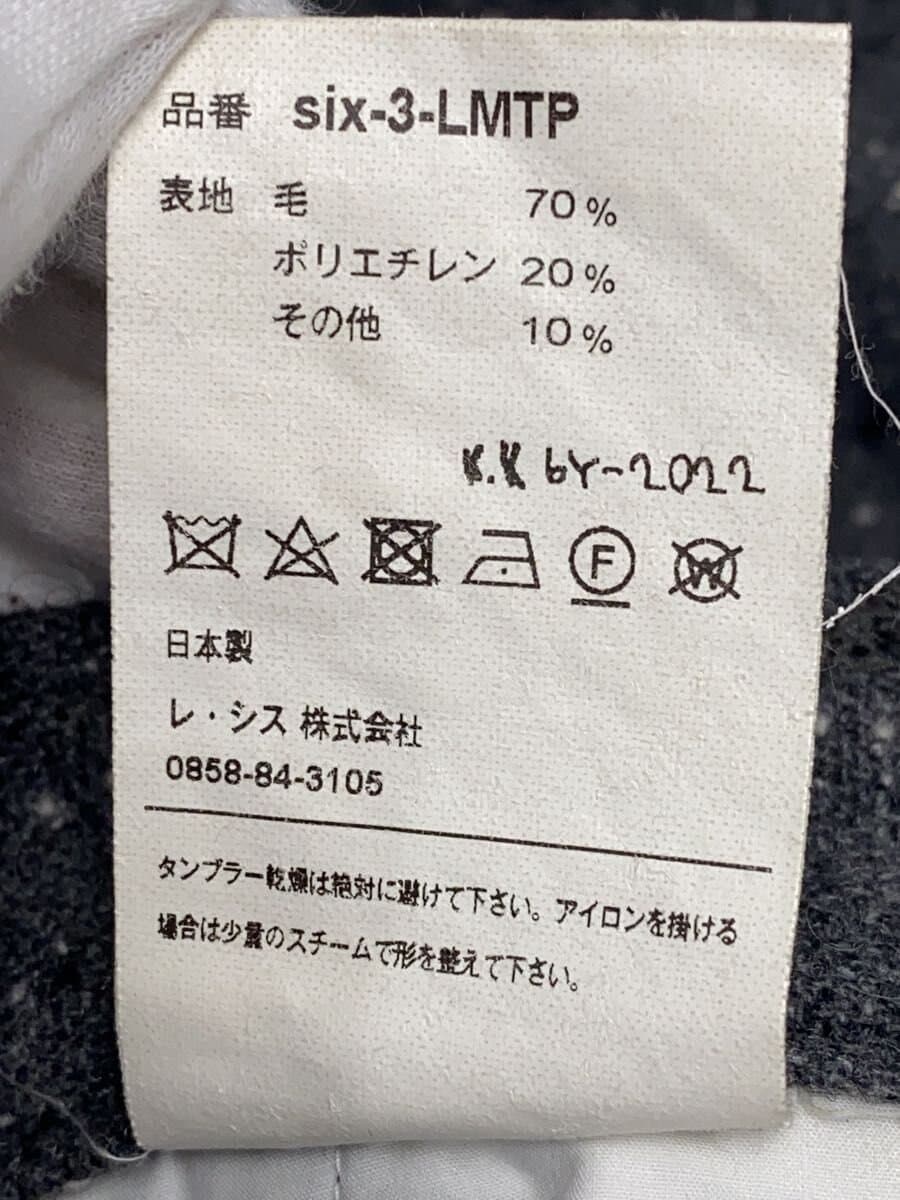 品番 six-3-LMTP
表地 毛 70%
ポリエチレン 20%
その他 10%
K.K 6Y-2022
F
W
日本製
レ・シス 株式会社
0858-84-3105
タンブラー乾燥は絶対に避けて下さい。アイロンを掛ける
場合は少量のスチームで形を整えて下さい。